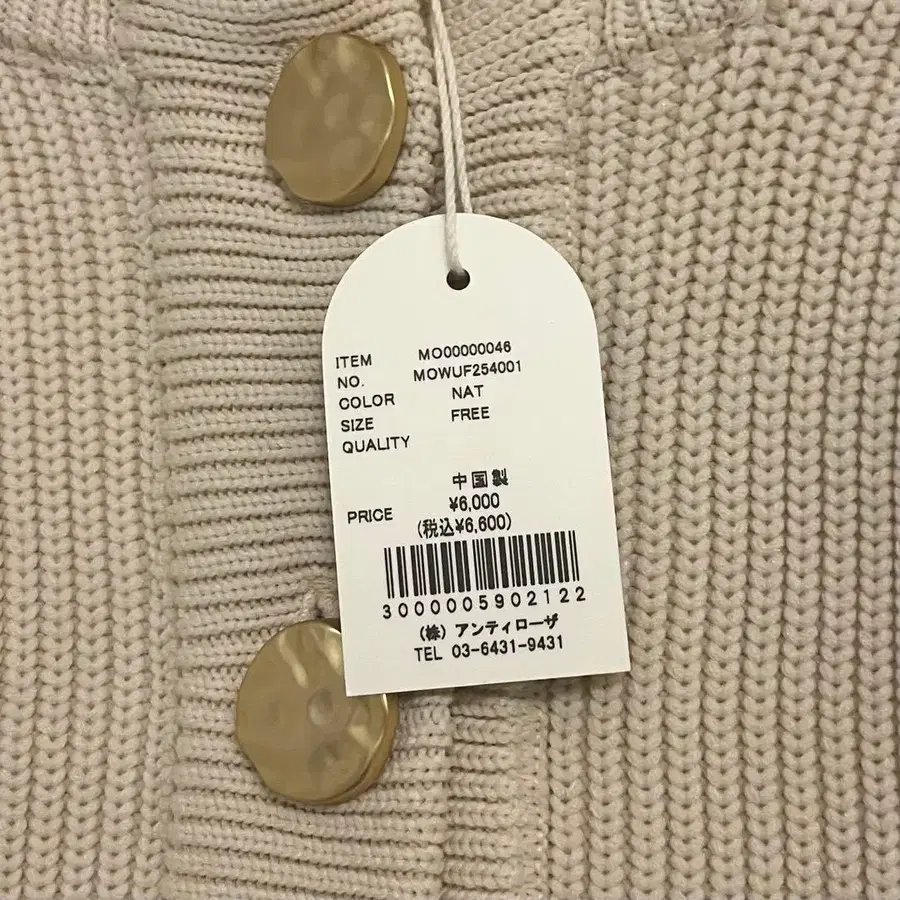 ITEM MO00000046
NO. MOWUF254001
COLOR NAT
SIZE FREE
QUALITY
中国製
PRICE ¥6,000
(税込¥6,600)
3000005902122
(株) アンティローザ
TEL 03-6431-9431